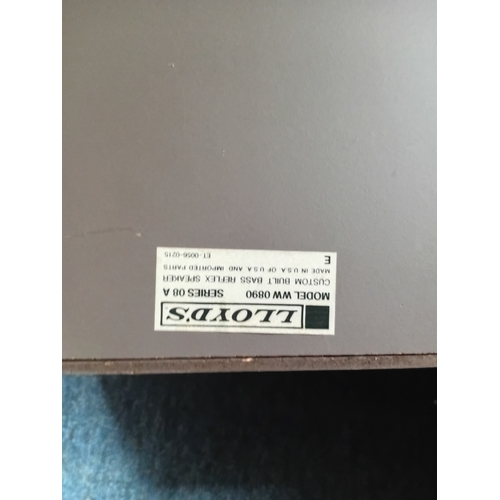 LLOYD'S
MODEL WW 0890 SERIES 08 A
CUSTOM BUILT BASS REFLEX SPEAKER
MADE IN U.S.A. OF U.S.A. AND IMPORTED PARTS
E ET-0056-0215